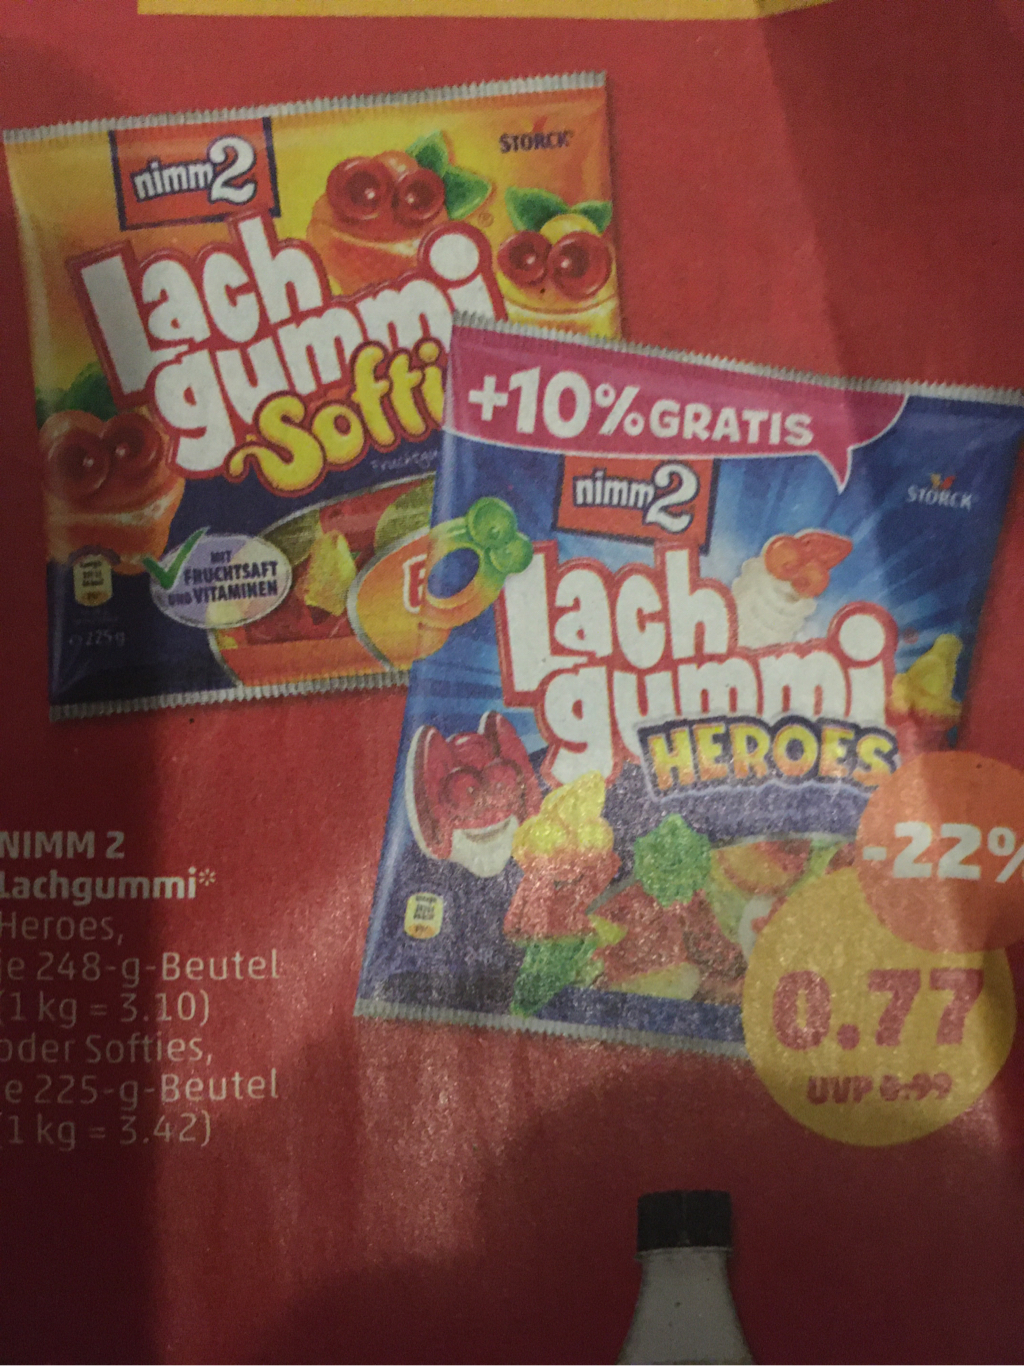 nimm2
STORCK
lach
gummi
Softi
MIT
FRUCHTSAFT
UND VITAMINEN
e 225g
+10% GRATIS
nimm2
STORCK
lach
gummi
HEROES
-22%
0.77
UVP 0.99
NIMM 2
Lachgummi*
Heroes,
je 248-g-Beutel
(1 kg = 3.10)
oder Softies,
je 225-g-Beutel
(1 kg = 3.42)